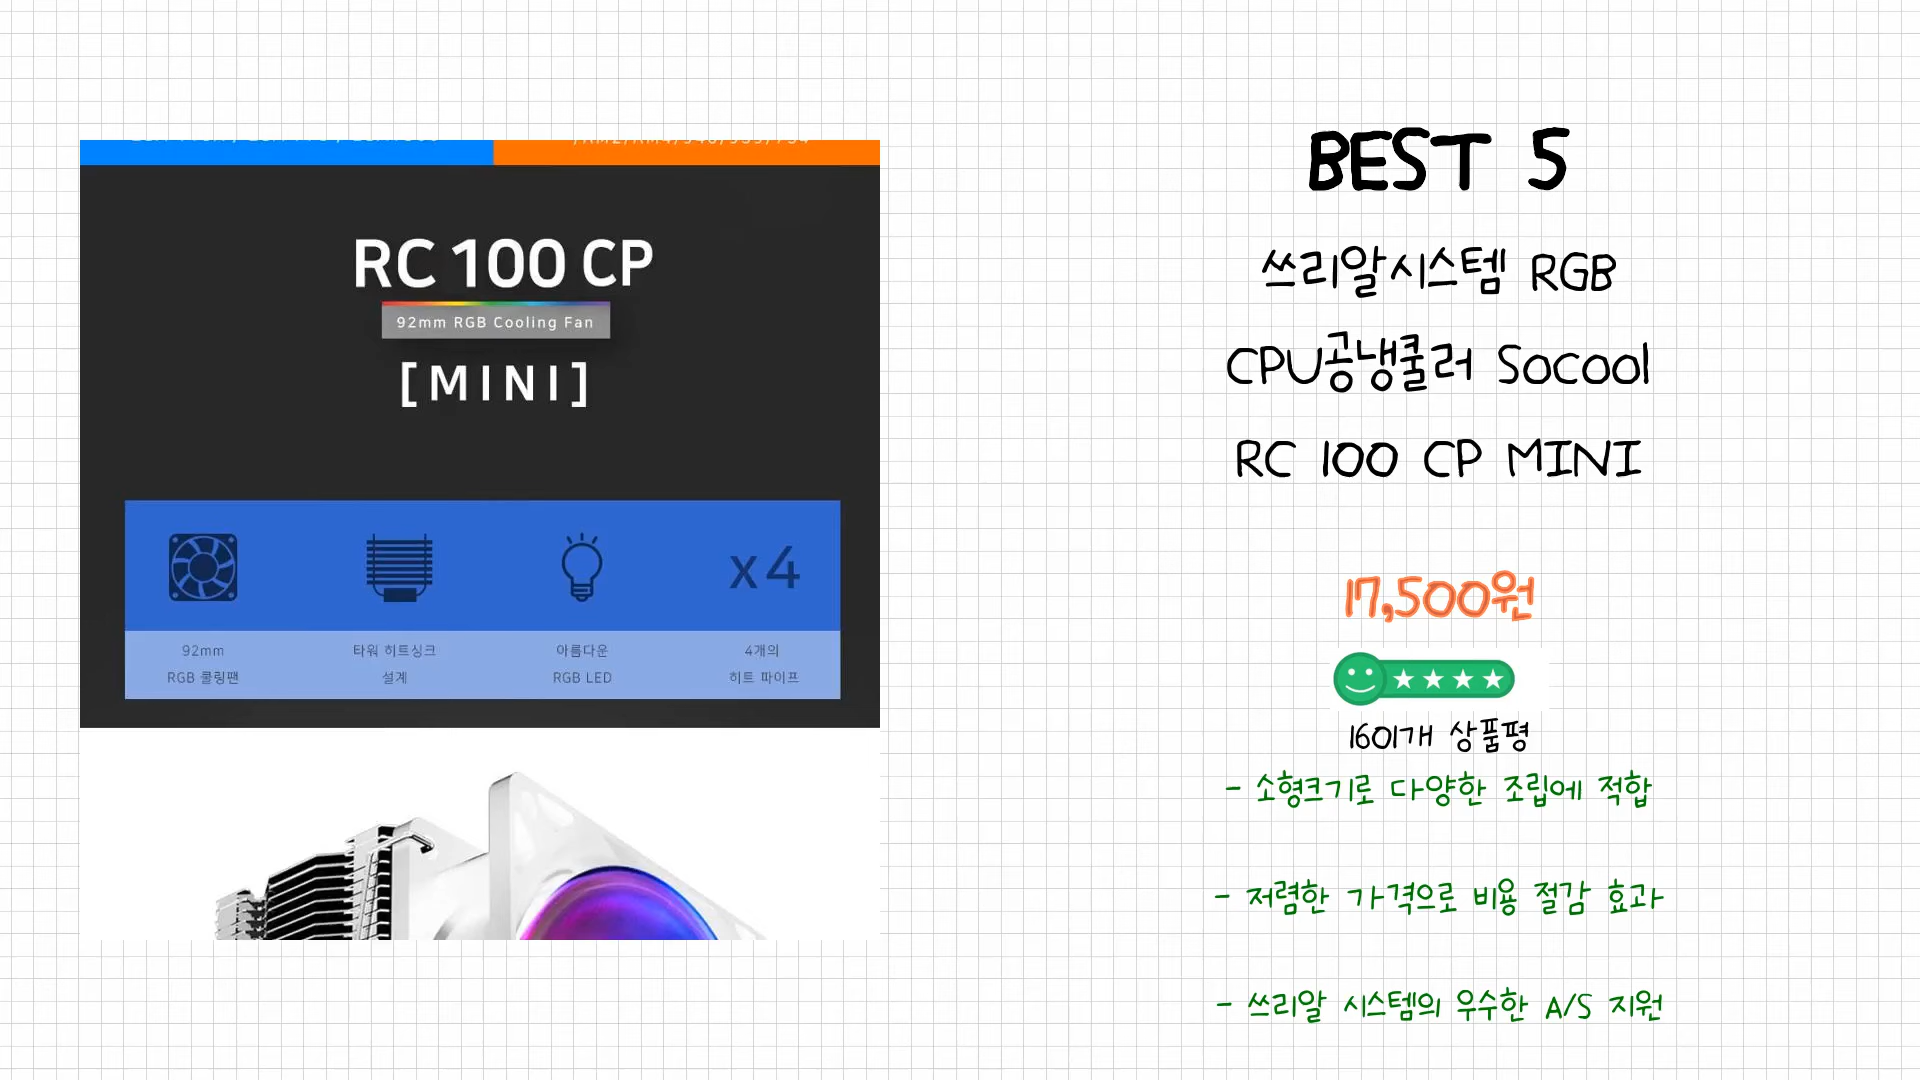 RC 100 CP
92mm RGB Cooling Fan
[MINI]
x4
92mm
RGB 쿨링팬
타워 히트싱크
설계
아름다운
RGB LED
4개의
히트 파이프
BEST 5
쓰리알시스템 RGB
CPU공냉쿨러 Socool
RC 100 CP MINI
17,500원
1601개 상품평
- 소형크기로 다양한 조립에 적합
- 저렴한 가격으로 비용 절감 효과
- 쓰리알 시스템의 우수한 A/S 지원